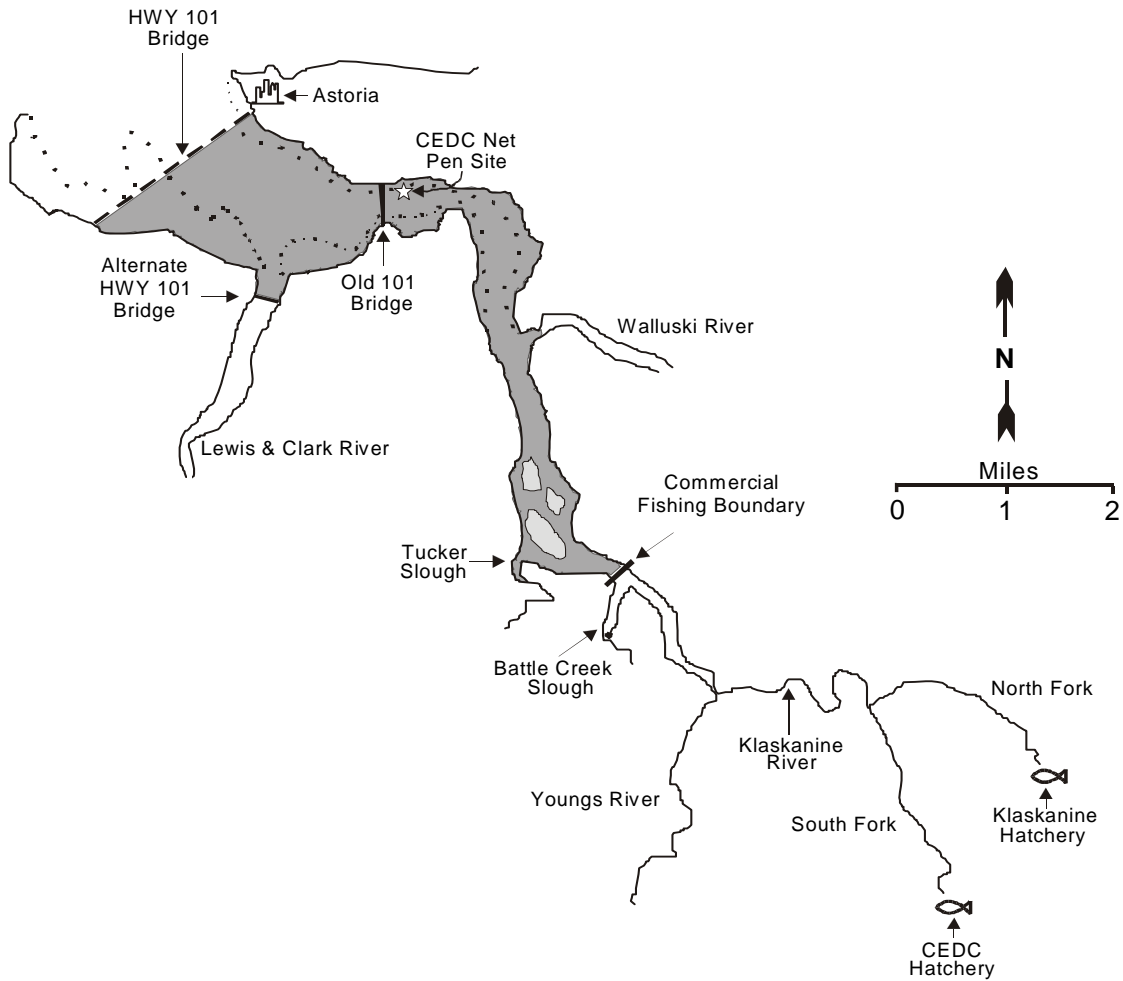 HWY 101
Bridge
Astoria
CEDC Net
Pen Site
Alternate
HWY 101
Bridge
Old 101
Bridge
Walluski River
N
Lewis & Clark River
Miles
0 1 2
Commercial
Fishing Boundary
Tucker
Slough
Battle Creek
Slough
North Fork
Klaskanine
River
Youngs River
South Fork
Klaskanine
Hatchery
CEDC
Hatchery